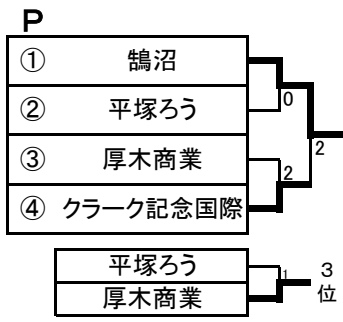 P
① 鵠沼
② 平塚ろう
0
③ 厚木商業
2
④ クラーク記念国際
2
平塚ろう
厚木商業
1
3位